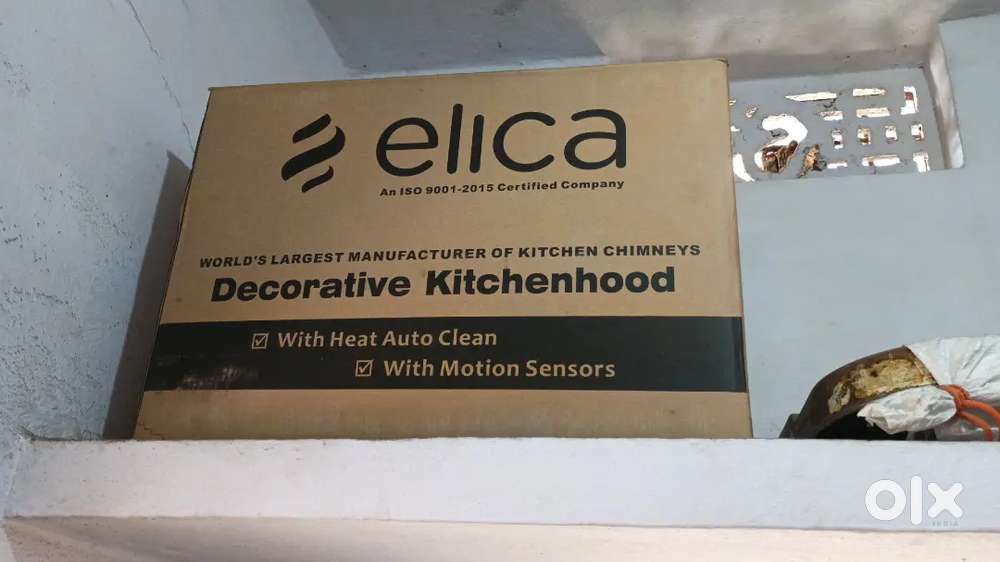 elica
An ISO 9001-2015 Certified Company
WORLD'S LARGEST MANUFACTURER OF KITCHEN CHIMNEYS
Decorative Kitchenhood
☑ With Heat Auto Clean
☑ With Motion Sensors
olx
INDIA